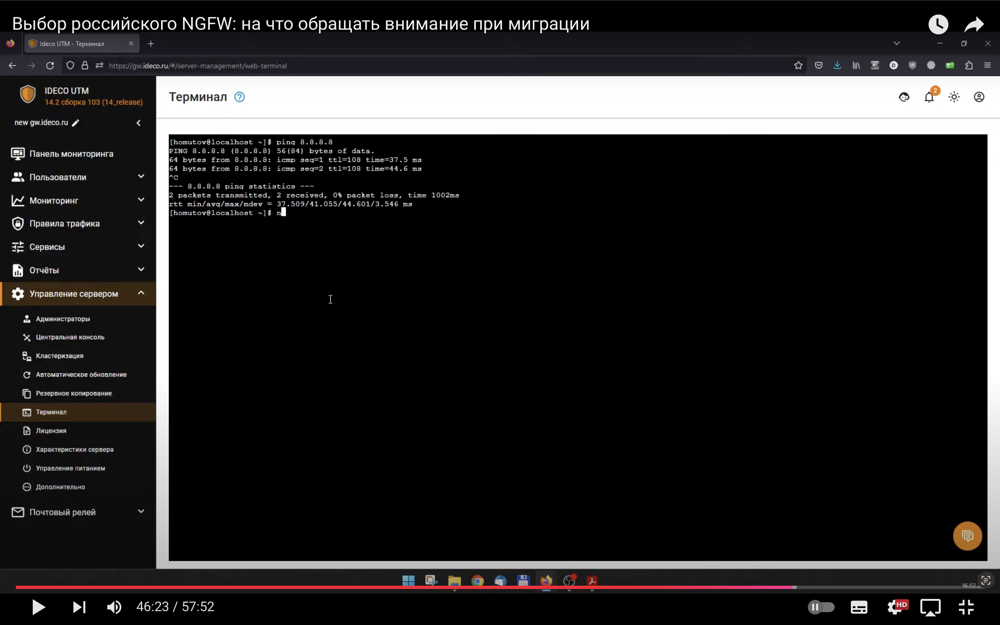 Выбор российского NGFW: на что обращать внимание при миграции
Ideco UTM - Терминал
https://gw.ideco.ru/#/server-management/web-terminal
IDECO UTM
14.2 сборка 103 (14_release)
new gw.ideco.ru
Панель мониторинга
Пользователи
Мониторинг
Правила трафика
Сервисы
Отчёты
Управление сервером
Администраторы
Центральная консоль
Кластеризация
Автоматическое обновление
Резервное копирование
Терминал
Лицензия
Характеристики сервера
Управление питанием
Дополнительно
Почтовый релей
Терминал
2
[homutov@localhost ~]# ping 8.8.8.8
PING 8.8.8.8 (8.8.8.8) 56(84) bytes of data.
64 bytes from 8.8.8.8: icmp seq=1 ttl=108 time=37.5 ms
64 bytes from 8.8.8.8: icmp seq=2 ttl=108 time=44.6 ms
^C
--- 8.8.8.8 ping statistics ---
2 packets transmitted, 2 received, 0% packet loss, time 1002ms
rtt min/avg/max/mdev = 37.509/41.055/44.601/3.546 ms
[homutov@localhost ~]# n
46:23 / 57:52
HD